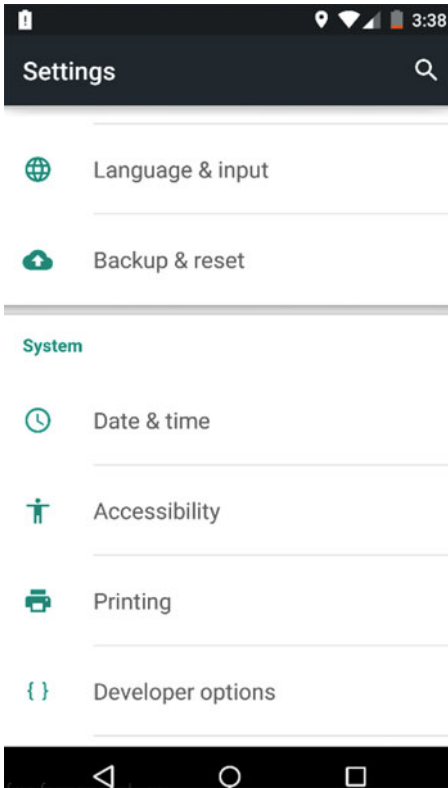 3:38
Settings
Language & input
Backup & reset
System
Date & time
Accessibility
Printing
{ } Developer options